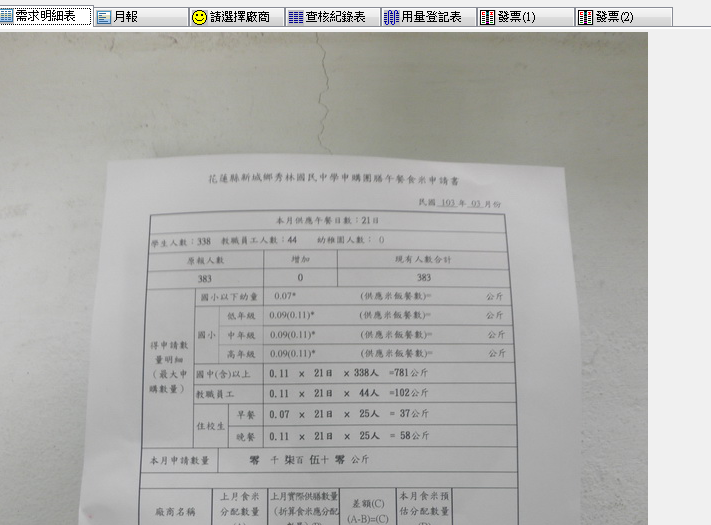 需求明細表 月報 請選擇廠商 查核紀錄表 用量登記表 發票(1) 發票(2)
花蓮縣新城鄉秀林國民中學申購團膳午餐食米申請書
民國 103 年 03 月份
本月供應午餐日數：21日
學生人數：338 教職員工人數：44 幼稚園人數： 0
原報人數 增加 現有人數合計
383 0 383
得申請數量明細（最大申購數量）
國小以下幼童 0.07* (供應米飯餐數)= 公斤
國小 低年級 0.09(0.11)* (供應米飯餐數)= 公斤
中年級 0.09(0.11)* (供應米飯餐數)= 公斤
高年級 0.09(0.11)* (供應米飯餐數)= 公斤
國中(含)以上 0.11 × 21日 × 338人 =781公斤
教職員工 0.11 × 21日 × 44人 =102公斤
住校生 早餐 0.07 × 21日 × 25人 = 37公斤
晚餐 0.11 × 21日 × 25人 = 58公斤
本月申請數量 零 千 柒百 伍十 零 公斤
廠商名稱
上月食米
分配數量
上月實際供膳數量
(折算食米應分配
差額(C)
(A-B)=(C)
本月食米預
估分配數量